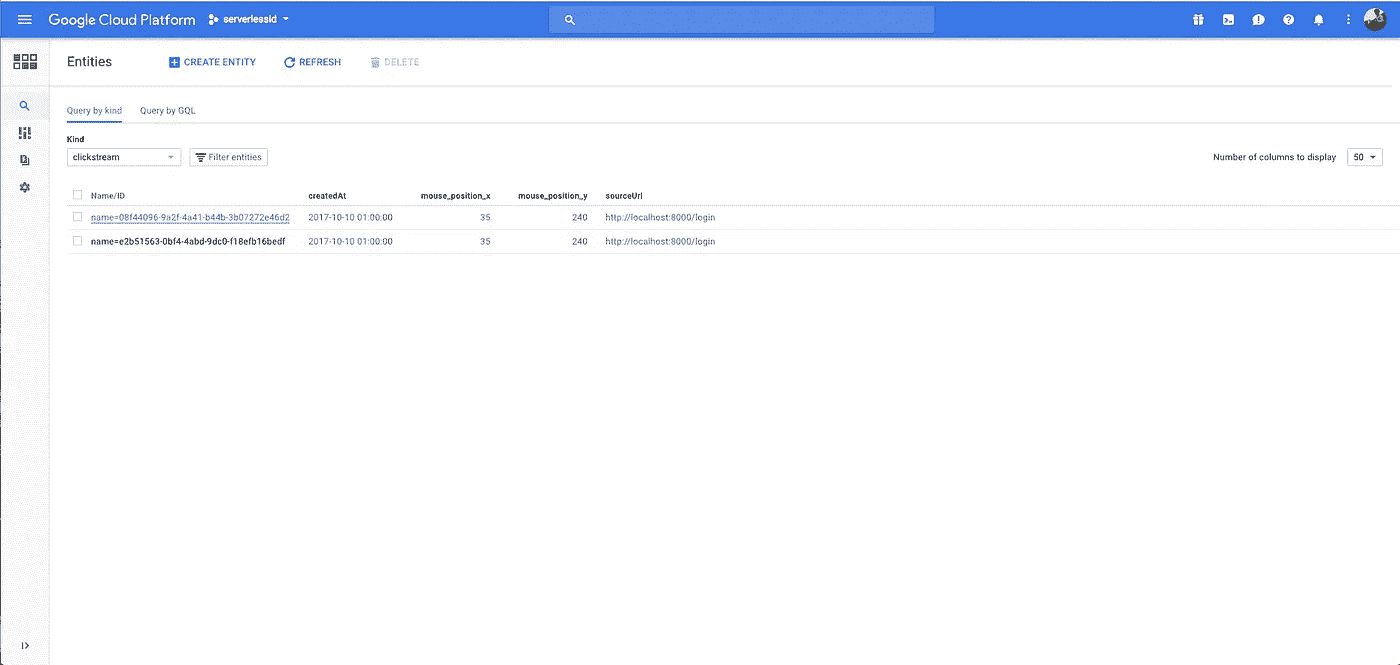 Google Cloud Platform serverlessid
Entities CREATE ENTITY REFRESH DELETE
Query by kind Query by GQL
Kind
clickstream Filter entities Number of columns to display 50
Name/ID createdAt mouse_position_x mouse_position_y sourceUrl
name=08f44096-9a2f-4a41-b44b-3b07272e46d2 2017-10-10 01:00:00 35 240 http://localhost:8000/login
name=e2b51563-0bf4-4abd-9dc0-f18efb16bedf 2017-10-10 01:00:00 35 240 http://localhost:8000/login